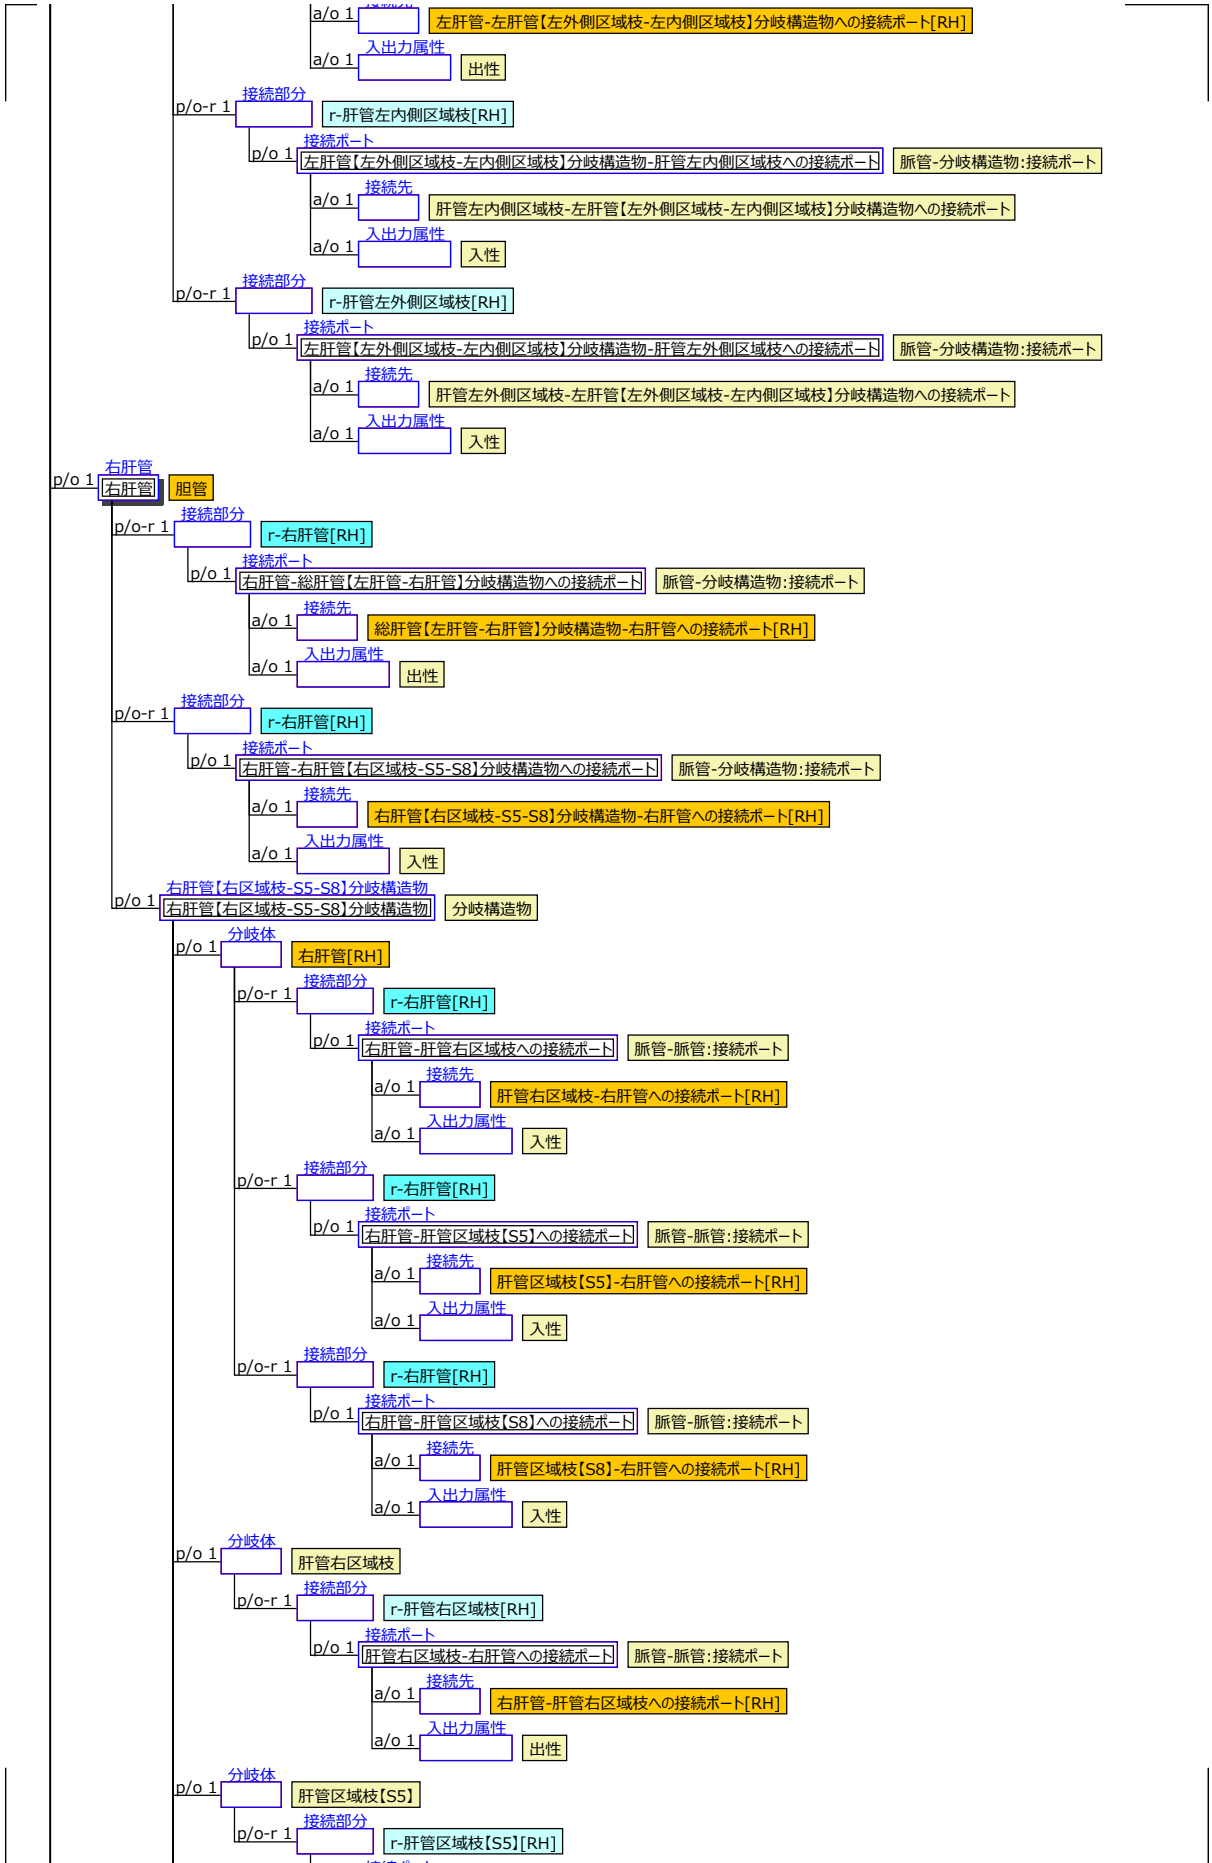 接続先
a/o 1
左肝管-左肝管【左外側区域枝-左内側区域枝】分岐構造物への接続ポート[RH]
入出力属性
a/o 1
出性
接続部分
p/o-r 1
r-肝管左内側区域枝[RH]
接続ポート
p/o 1
左肝管【左外側区域枝-左内側区域枝】分岐構造物-肝管左内側区域枝への接続ポート
脈管-分岐構造物:接続ポート
接続先
a/o 1
肝管左内側区域枝-左肝管【左外側区域枝-左内側区域枝】分岐構造物への接続ポート
入出力属性
a/o 1
入性
接続部分
p/o-r 1
r-肝管左外側区域枝[RH]
接続ポート
p/o 1
左肝管【左外側区域枝-左内側区域枝】分岐構造物-肝管左外側区域枝への接続ポート
脈管-分岐構造物:接続ポート
接続先
a/o 1
肝管左外側区域枝-左肝管【左外側区域枝-左内側区域枝】分岐構造物への接続ポート
入出力属性
a/o 1
入性
右肝管
p/o 1
右肝管
胆管
接続部分
p/o-r 1
r-右肝管[RH]
接続ポート
p/o 1
右肝管-総肝管【左肝管-右肝管】分岐構造物への接続ポート
脈管-分岐構造物:接続ポート
接続先
a/o 1
総肝管【左肝管-右肝管】分岐構造物-右肝管への接続ポート[RH]
入出力属性
a/o 1
出性
接続部分
p/o-r 1
r-右肝管[RH]
接続ポート
p/o 1
右肝管-右肝管【右区域枝-S5-S8】分岐構造物への接続ポート
脈管-分岐構造物:接続ポート
接続先
a/o 1
右肝管【右区域枝-S5-S8】分岐構造物-右肝管への接続ポート[RH]
入出力属性
a/o 1
入性
右肝管【右区域枝-S5-S8】分岐構造物
p/o 1
右肝管【右区域枝-S5-S8】分岐構造物
分岐構造物
分岐体
p/o 1
右肝管[RH]
接続部分
p/o-r 1
r-右肝管[RH]
接続ポート
p/o 1
右肝管-肝管右区域枝への接続ポート
脈管-脈管:接続ポート
接続先
a/o 1
肝管右区域枝-右肝管への接続ポート[RH]
入出力属性
a/o 1
入性
接続部分
p/o-r 1
r-右肝管[RH]
接続ポート
p/o 1
右肝管-肝管区域枝【S5】への接続ポート
脈管-脈管:接続ポート
接続先
a/o 1
肝管区域枝【S5】-右肝管への接続ポート[RH]
入出力属性
a/o 1
入性
接続部分
p/o-r 1
r-右肝管[RH]
接続ポート
p/o 1
右肝管-肝管区域枝【S8】への接続ポート
脈管-脈管:接続ポート
接続先
a/o 1
肝管区域枝【S8】-右肝管への接続ポート[RH]
入出力属性
a/o 1
入性
分岐体
p/o 1
肝管右区域枝
接続部分
p/o-r 1
r-肝管右区域枝[RH]
接続ポート
p/o 1
肝管右区域枝-右肝管への接続ポート
脈管-脈管:接続ポート
接続先
a/o 1
右肝管-肝管右区域枝への接続ポート[RH]
入出力属性
a/o 1
出性
分岐体
p/o 1
肝管区域枝【S5】
接続部分
p/o-r 1
r-肝管区域枝【S5】[RH]